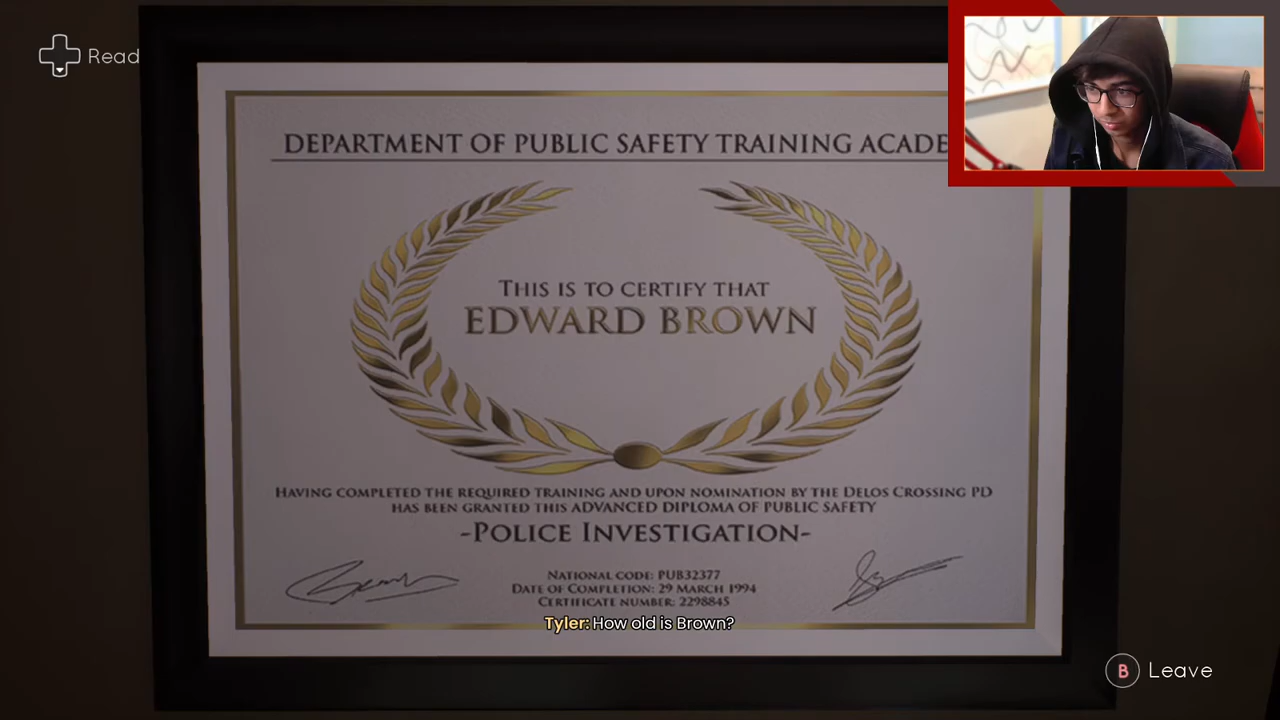 Read
DEPARTMENT OF PUBLIC SAFETY TRAINING ACADE
THIS IS TO CERTIFY THAT
EDWARD BROWN
HAVING COMPLETED THE REQUIRED TRAINING AND UPON NOMINATION BY THE DELOS CROSSING PD
HAS BEEN GRANTED THIS ADVANCED DIPLOMA OF PUBLIC SAFETY
-POLICE INVESTIGATION-
NATIONAL CODE: PUB32377
DATE OF COMPLETION: 29 MARCH 1994
CERTIFICATE NUMBER: 2298845
Tyler: How old is Brown?
B Leave